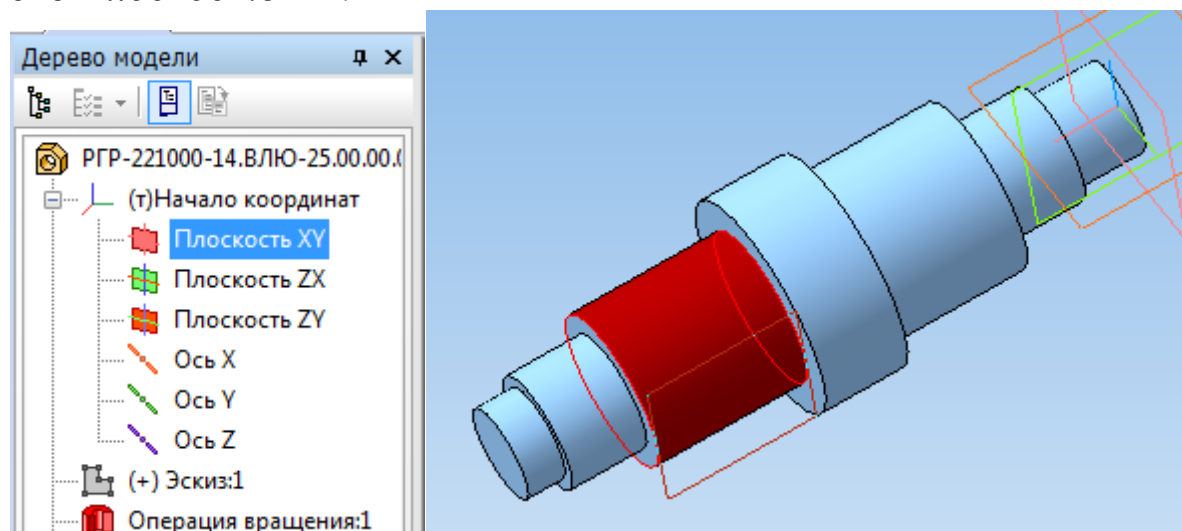 Дерево модели
РГР-221000-14.ВЛЮ-25.00.00.(
(т)Начало координат
Плоскость XY
Плоскость ZX
Плоскость ZY
Ось X
Ось Y
Ось Z
(+) Эскиз:1
Операция вращения:1